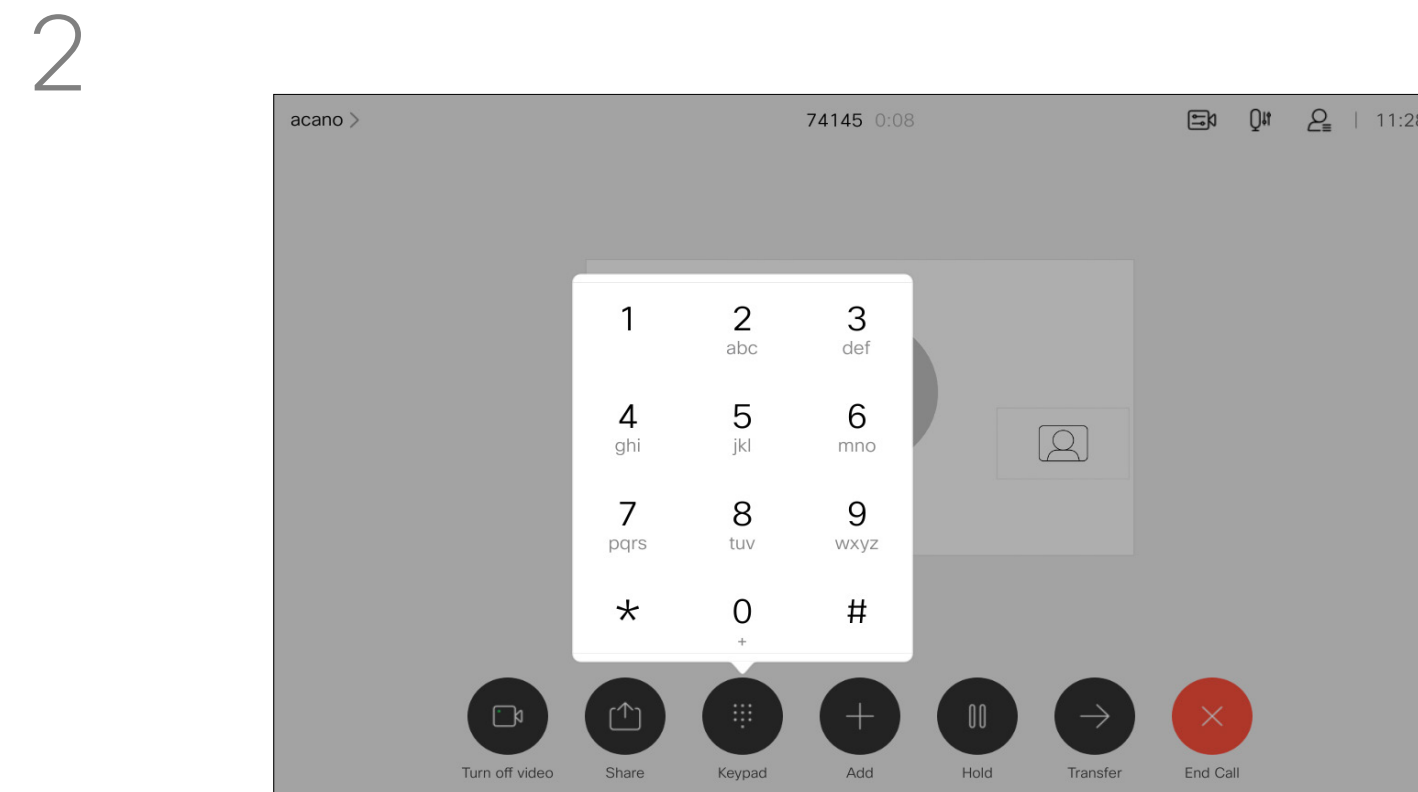 2
acano >
74145 0:08
11:28
1 2 3
abc def
4 5 6
ghi jkl mno
7 8 9
pqrs tuv wxyz
* 0 #
+
Turn off video Share Keypad Add Hold Transfer End Call